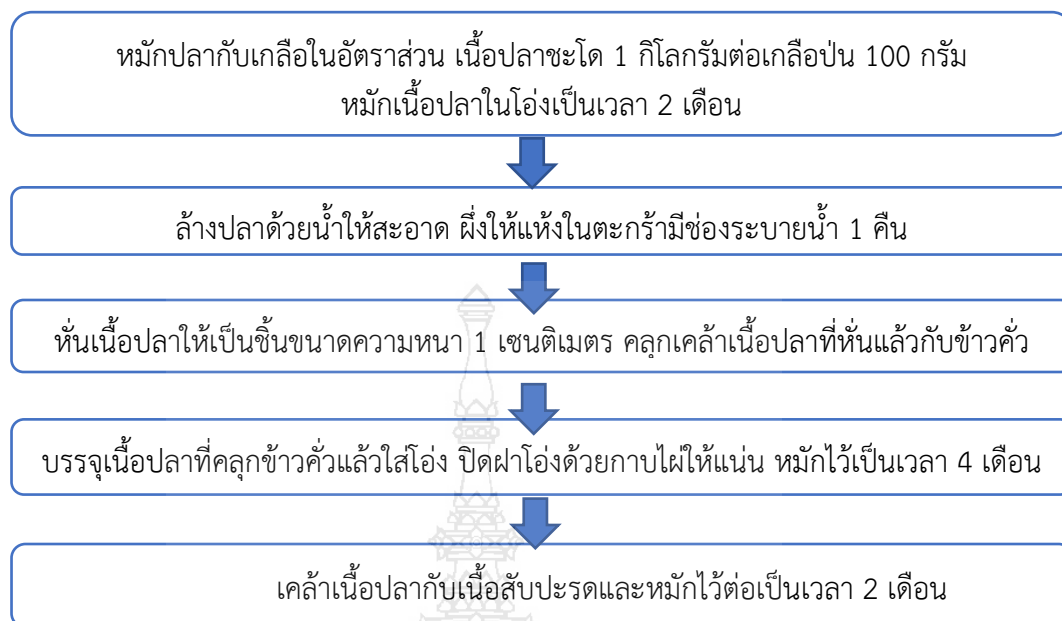 หมักปลากับเกลือในอัตราส่วน เนื้อปลาชะโด 1 กิโลกรัมต่อเกลือป่น 100 กรัม
หมักเนื้อปลาในโอ่งเป็นเวลา 2 เดือน
ล้างปลาด้วยน้ำให้สะอาด ผึ่งให้แห้งในตะกร้ามีช่องระบายน้ำ 1 คืน
หั่นเนื้อปลาให้เป็นชิ้นขนาดความหนา 1 เซนติเมตร คลุกเคล้าเนื้อปลาที่หั่นแล้วกับข้าวคั่ว
บรรจุเนื้อปลาที่คลุกข้าวคั่วแล้วใส่โอ่ง ปิดฝาโอ่งด้วยกาบไผ่ให้แน่น หมักไว้เป็นเวลา 4 เดือน
เคล้าเนื้อปลากับเนื้อสับปะรดและหมักไว้ต่อเป็นเวลา 2 เดือน